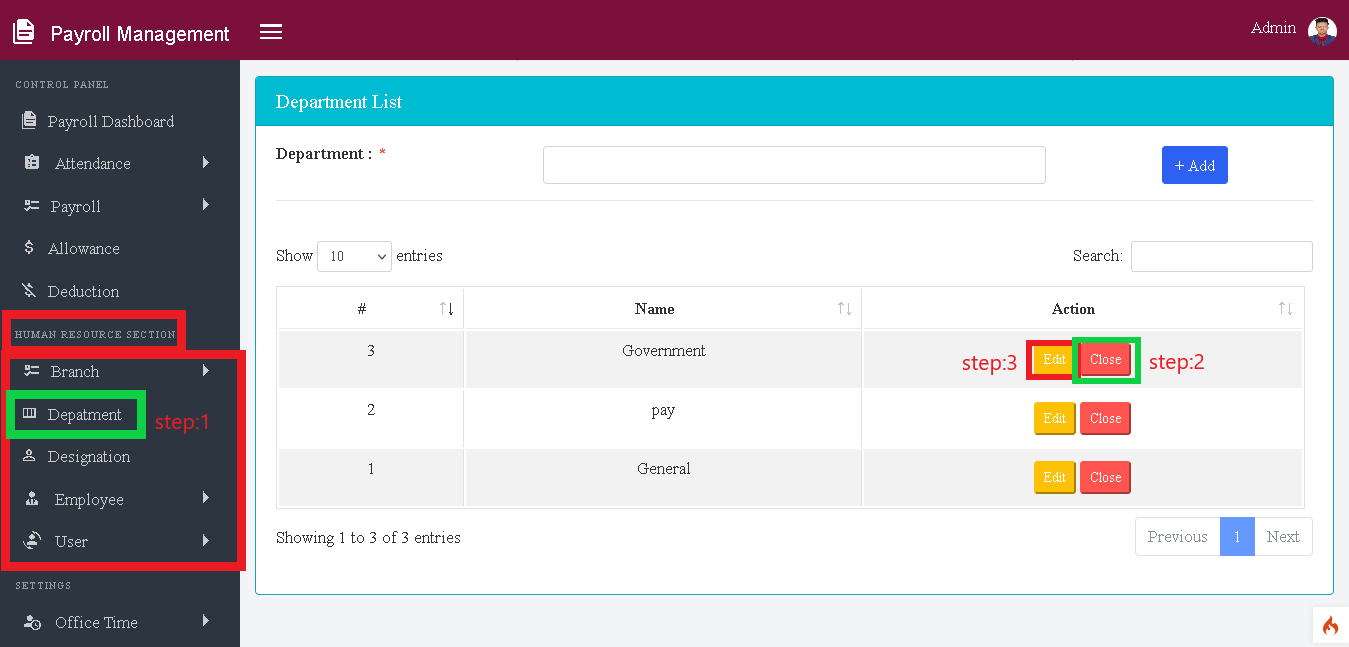 Payroll Management
Admin
CONTROL PANEL
Payroll Dashboard
Attendance
Payroll
Allowance
Deduction
HUMAN RESOURCE SECTION
Branch
Depatment
step:1
Designation
Employee
User
SETTINGS
Office Time
Department List
Department : *
+ Add
Show 10 entries
Search:
# Name Action
3 Government step:3 Edit Close step:2
2 pay Edit Close
1 General Edit Close
Showing 1 to 3 of 3 entries
Previous 1 Next